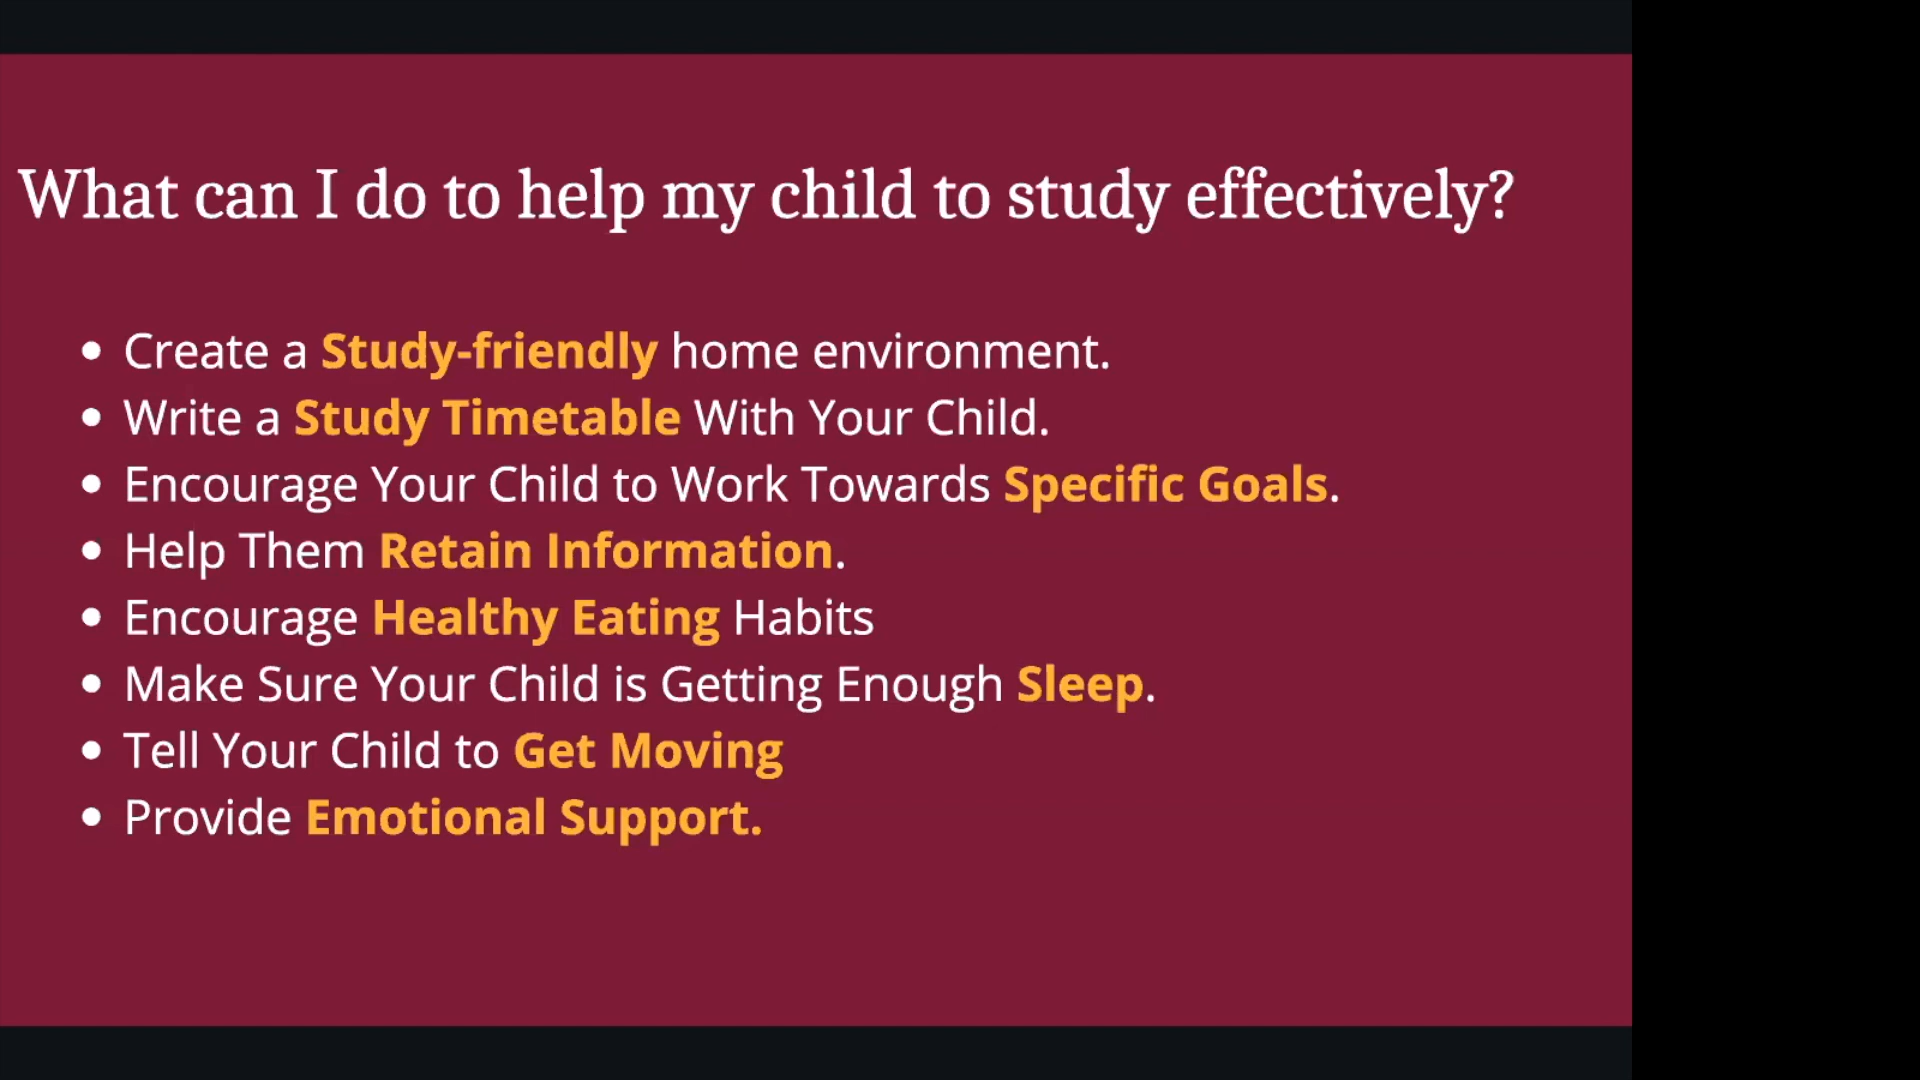 What can I do to help my child to study effectively?
• Create a Study-friendly home environment.
• Write a Study Timetable With Your Child.
• Encourage Your Child to Work Towards Specific Goals.
• Help Them Retain Information.
• Encourage Healthy Eating Habits
• Make Sure Your Child is Getting Enough Sleep.
• Tell Your Child to Get Moving
• Provide Emotional Support.